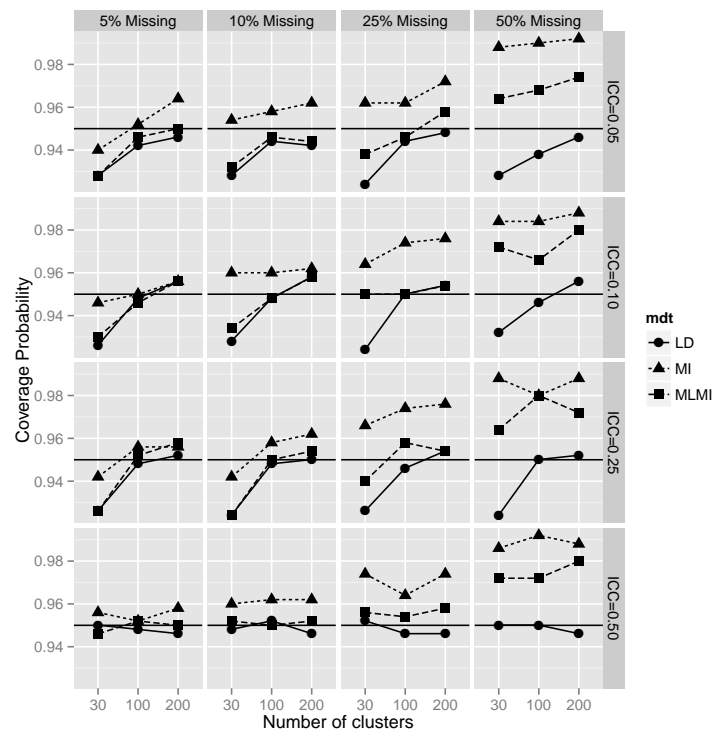 5% Missing 10% Missing 25% Missing 50% Missing
0.98
0.96
0.94
ICC=0.05
0.98
0.96
0.94
ICC=0.10
0.98
0.96
0.94
ICC=0.25
0.98
0.96
0.94
ICC=0.50
Coverage Probability
30 100 200 30 100 200 30 100 200 30 100 200
Number of clusters
mdt
LD
MI
MLMI